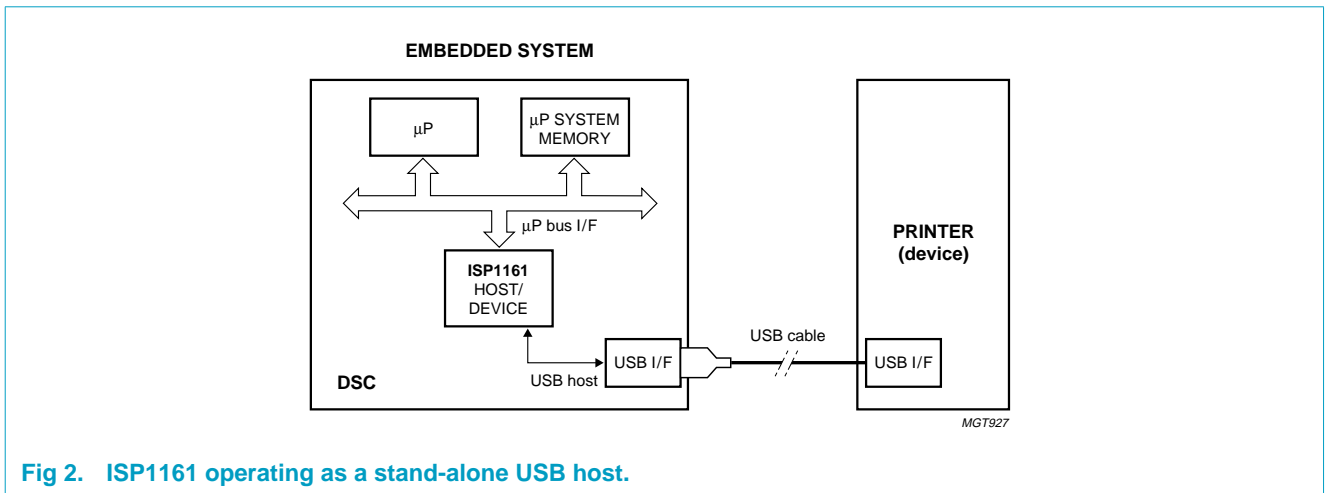 EMBEDDED SYSTEM
μP
μP SYSTEM
MEMORY
μP bus I/F
ISP1161
HOST/
DEVICE
USB host
USB I/F
DSC
USB cable
PRINTER
(device)
USB I/F
MGT927
Fig 2. ISP1161 operating as a stand-alone USB host.